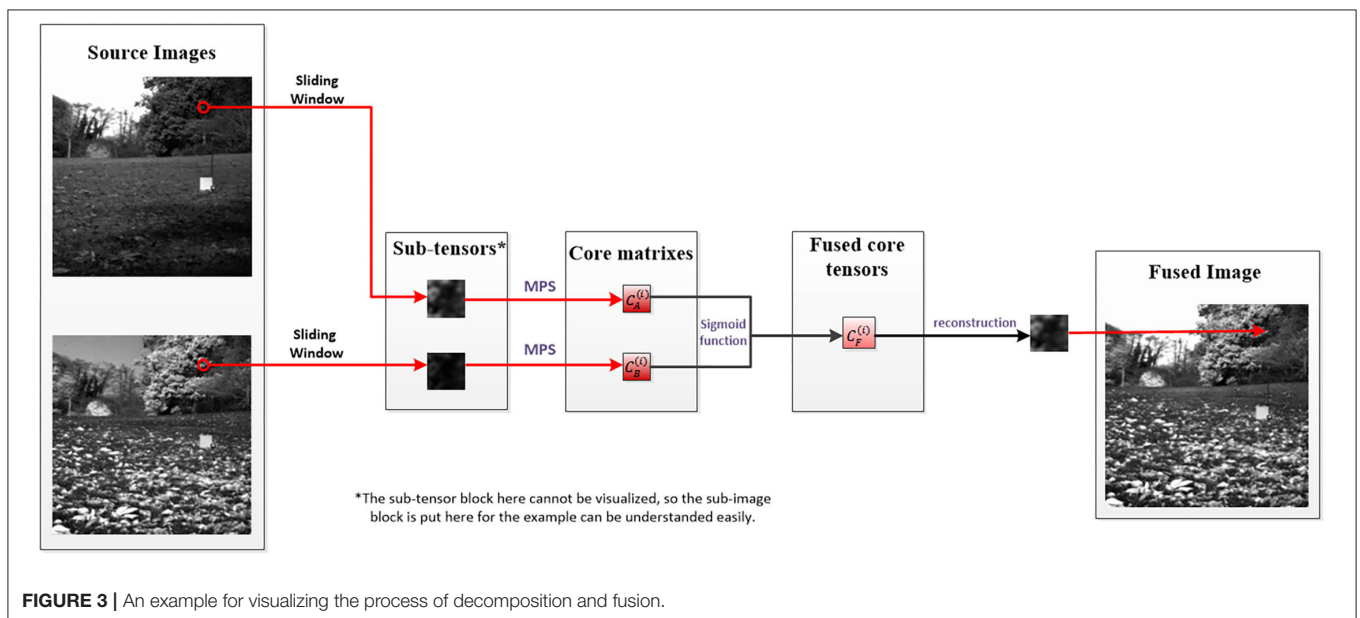 Source Images
Sliding
Window
Sliding
Window
Sub-tensors*
MPS
MPS
Core matrixes
C_A^(i)
C_B^(i)
Sigmoid
function
Fused core
tensors
C_F^(i)
reconstruction
Fused Image
*The sub-tensor block here cannot be visualized, so the sub-image
block is put here for the example can be understanded easily.
FIGURE 3 | An example for visualizing the process of decomposition and fusion.